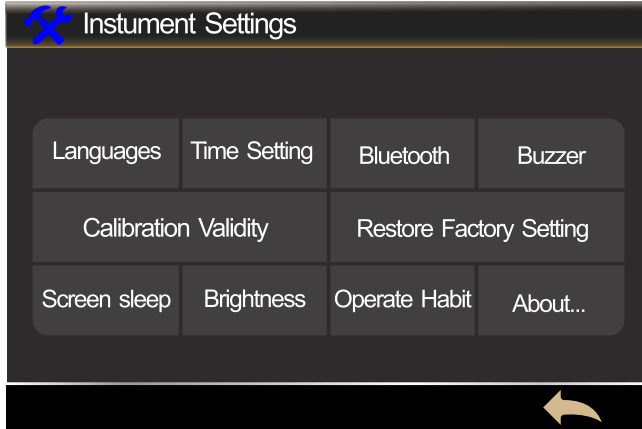 Instument Settings
Languages Time Setting Bluetooth Buzzer
Calibration Validity Restore Factory Setting
Screen sleep Brightness Operate Habit About...